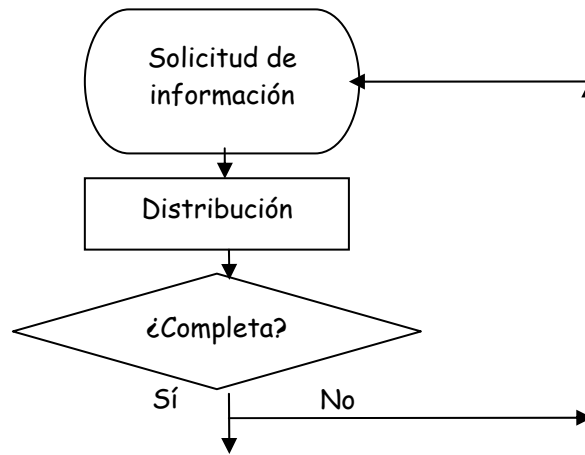 Solicitud de
información
Distribución
¿Completa?
Sí No